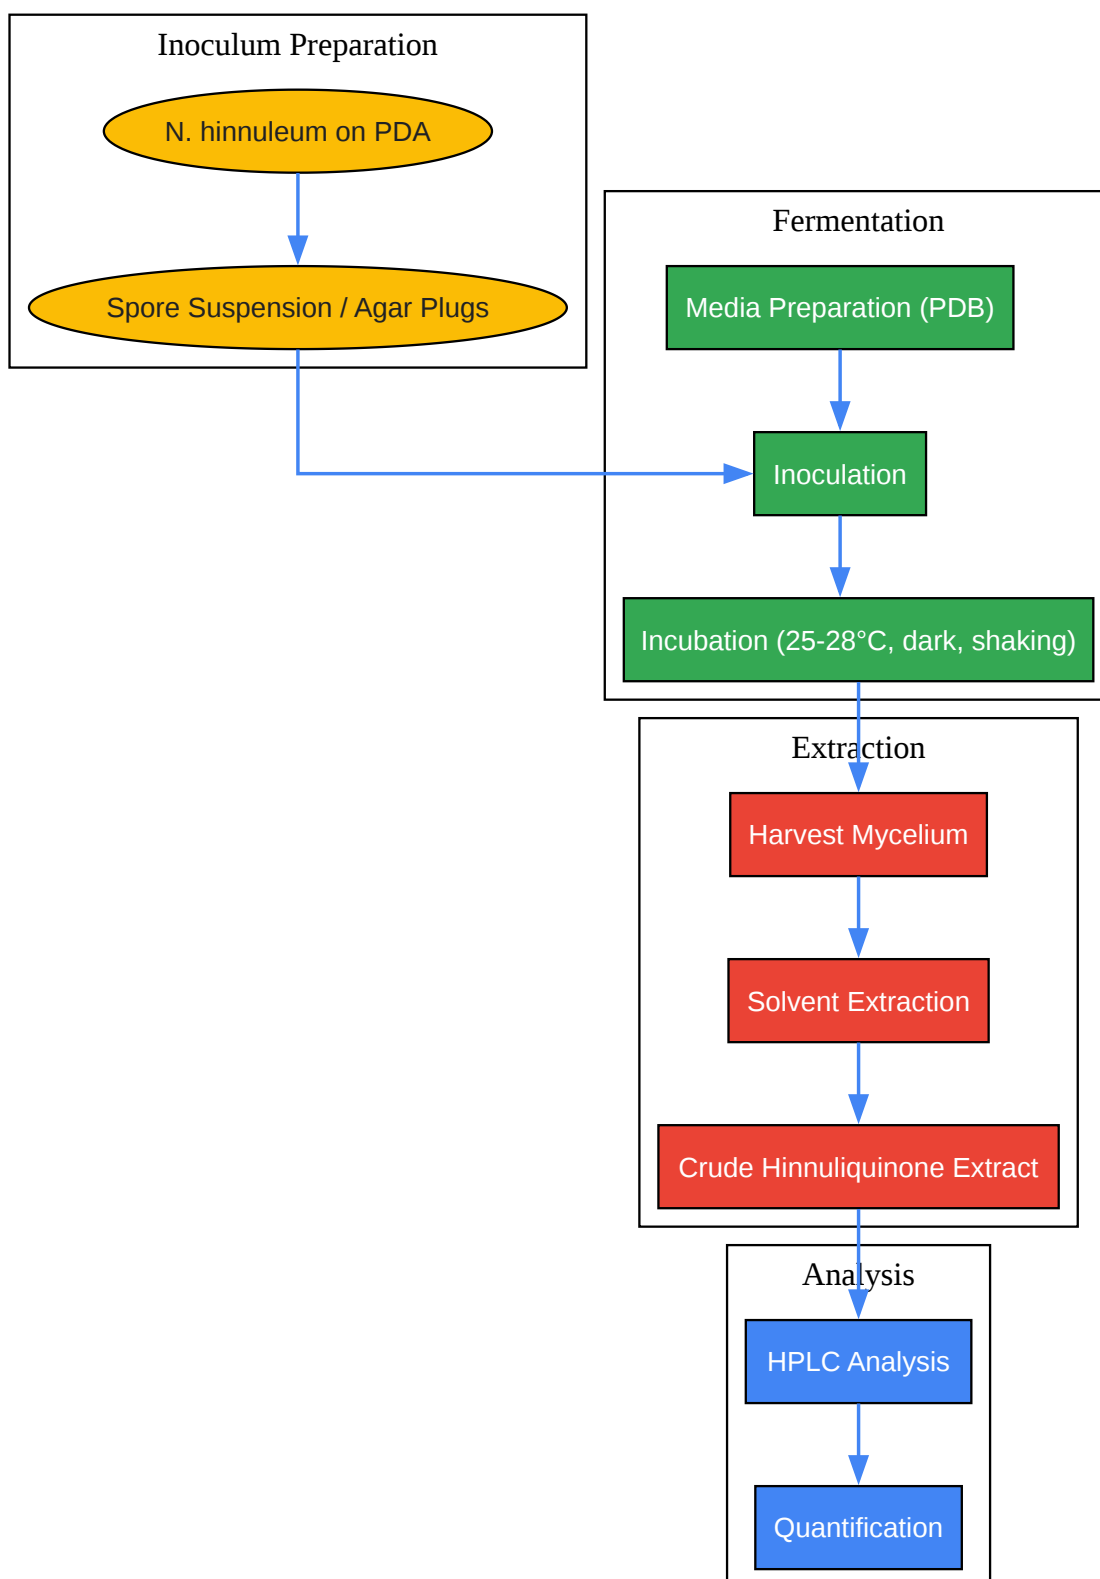 Inoculum Preparation
N. hinnuleum on PDA
Spore Suspension / Agar Plugs
Fermentation
Media Preparation (PDB)
Inoculation
Incubation (25-28°C, dark, shaking)
Extraction
Harvest Mycelium
Solvent Extraction
Crude Hinnuliquinone Extract
Analysis
HPLC Analysis
Quantification